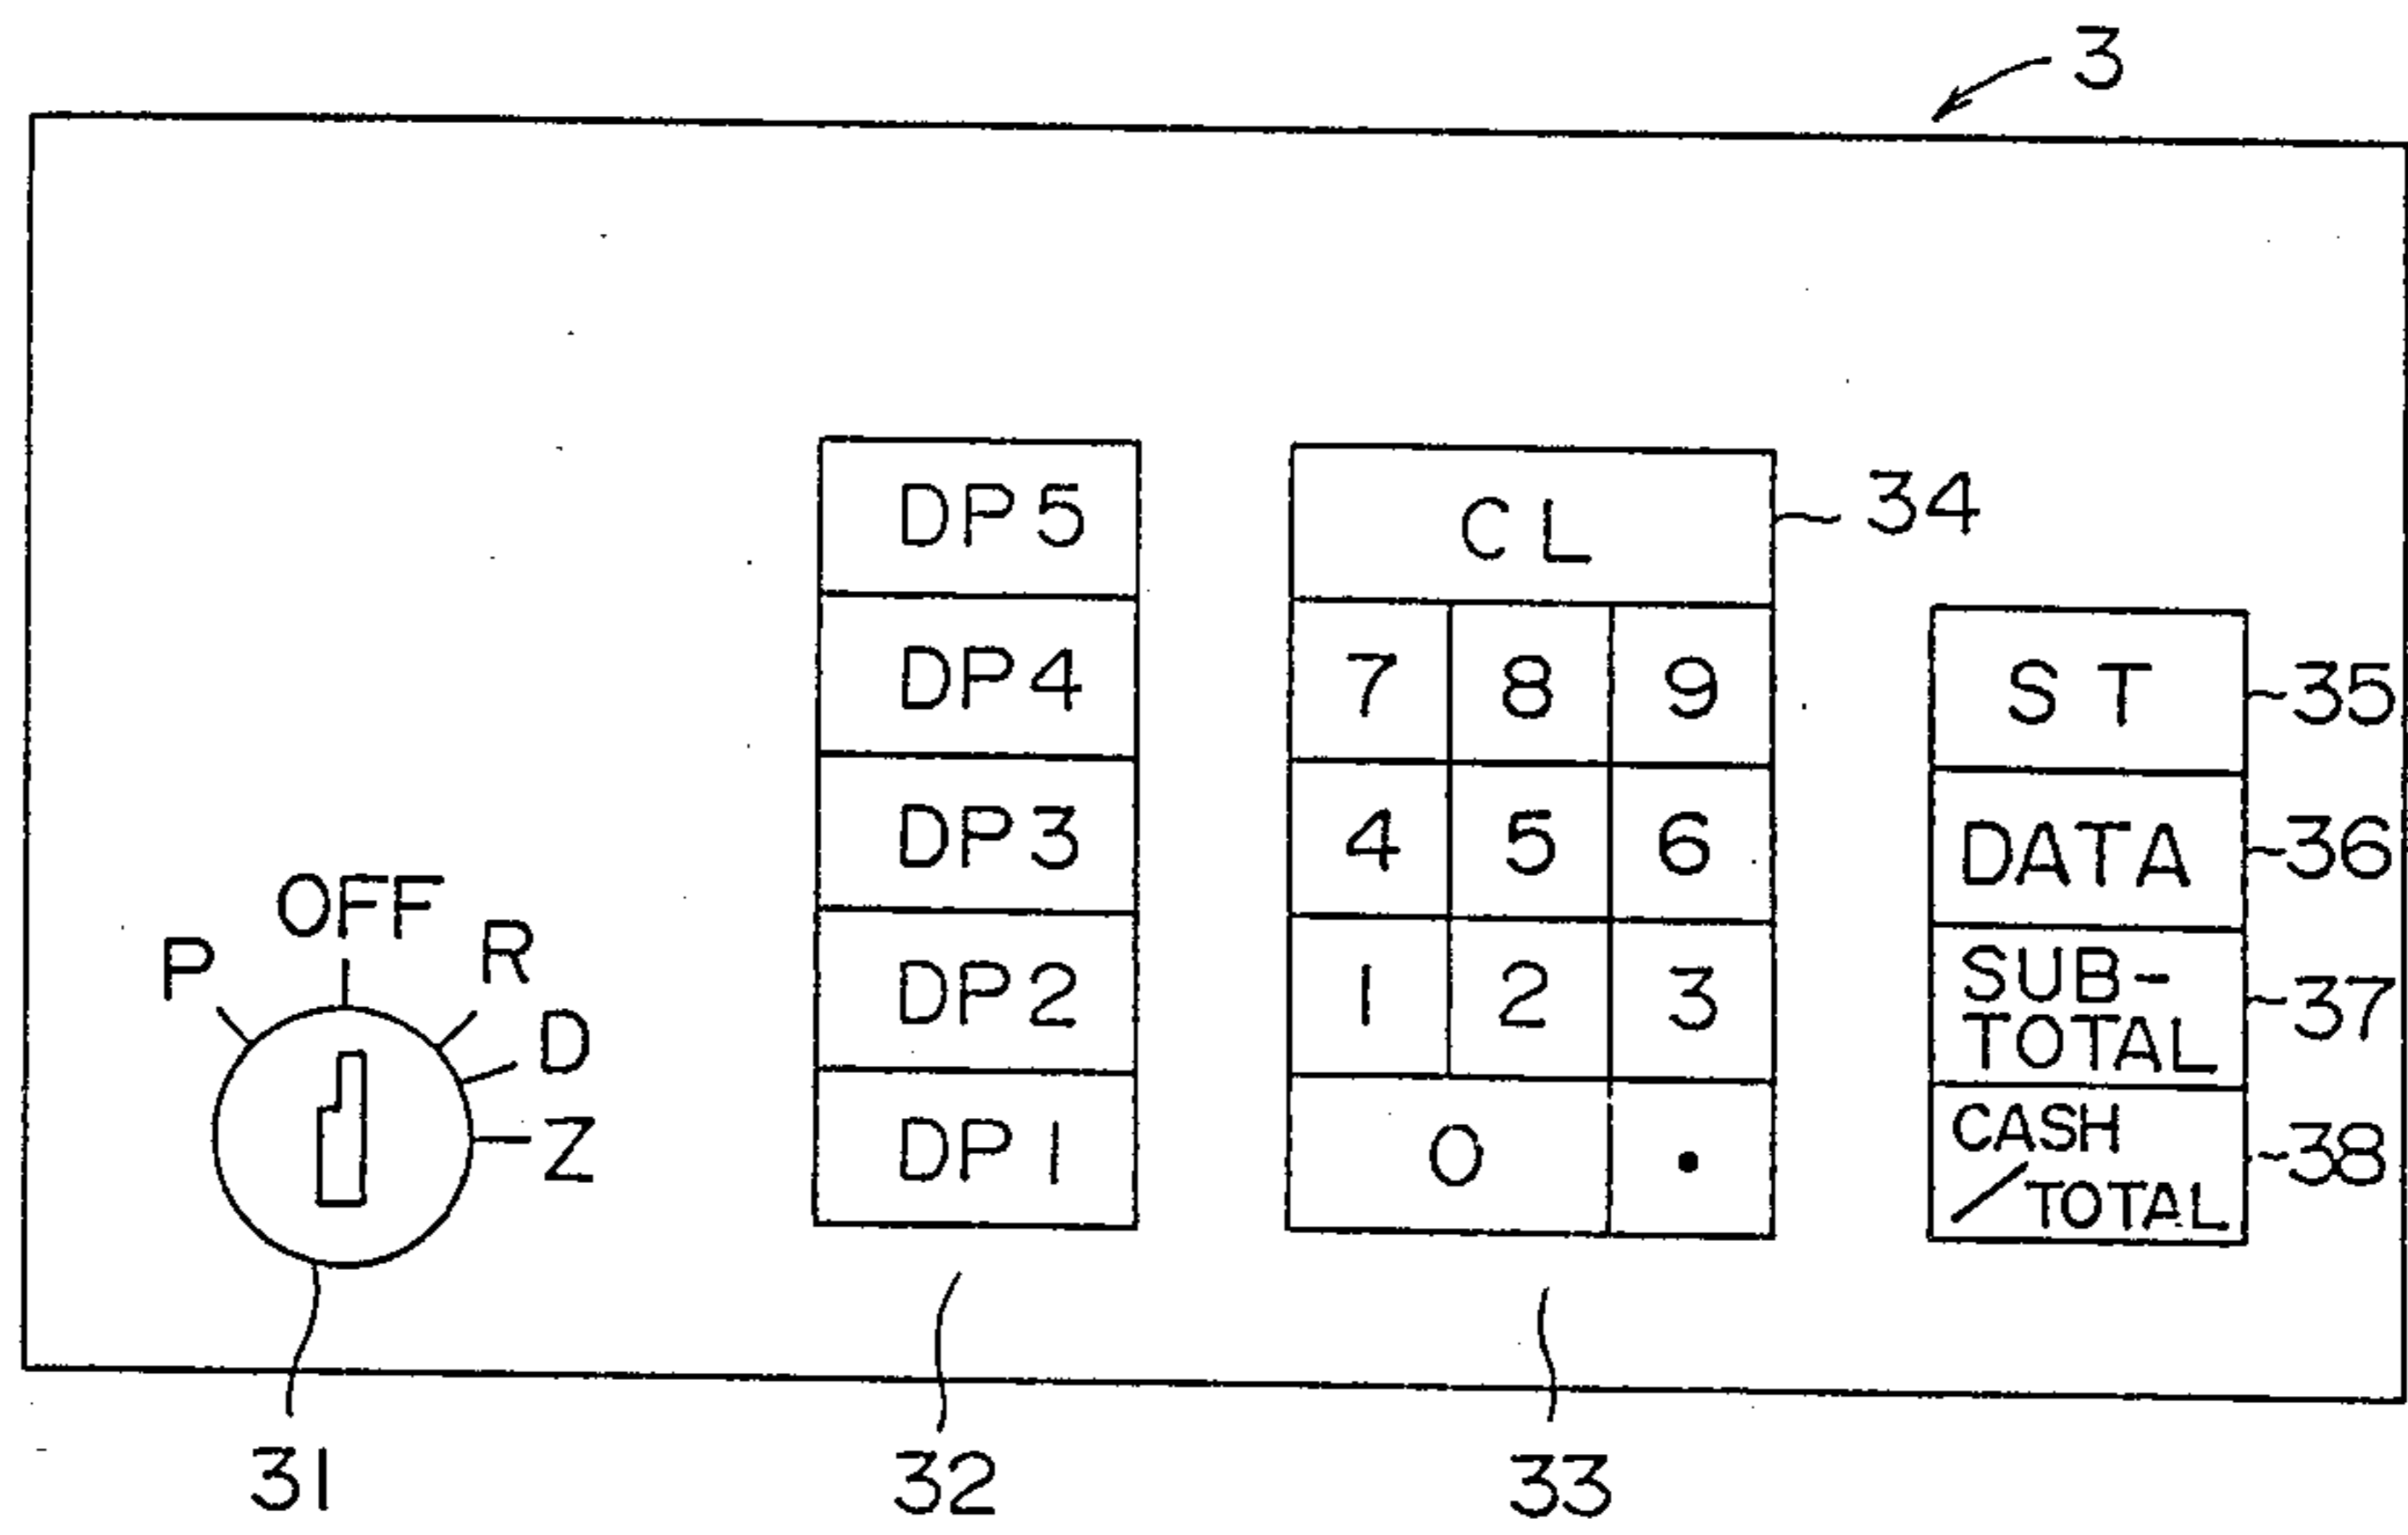 3
P
OFF
R
D
Z
31
DP5
DP4
DP3
DP2
DP1
32
CL
34
7 8 9
4 5 6
1 2 3
0 .
33
ST
35
DATA
36
SUB-
TOTAL
37
CASH
/TOTAL
38